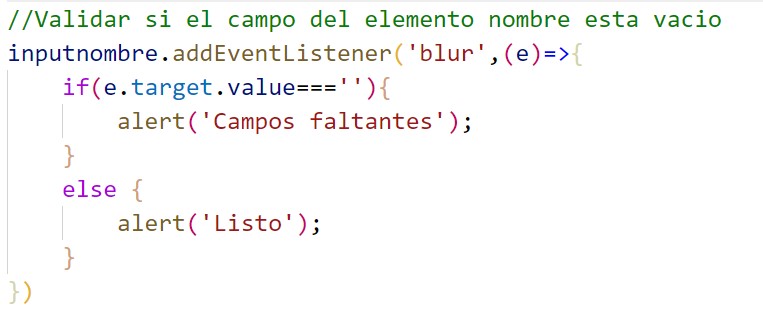 //Validar si el campo del elemento nombre esta vacio
inputnombre.addEventListener('blur',(e)=>{
    if(e.target.value===''){
        alert('Campos faltantes');
    }
    else {
        alert('Listo');
    }
})